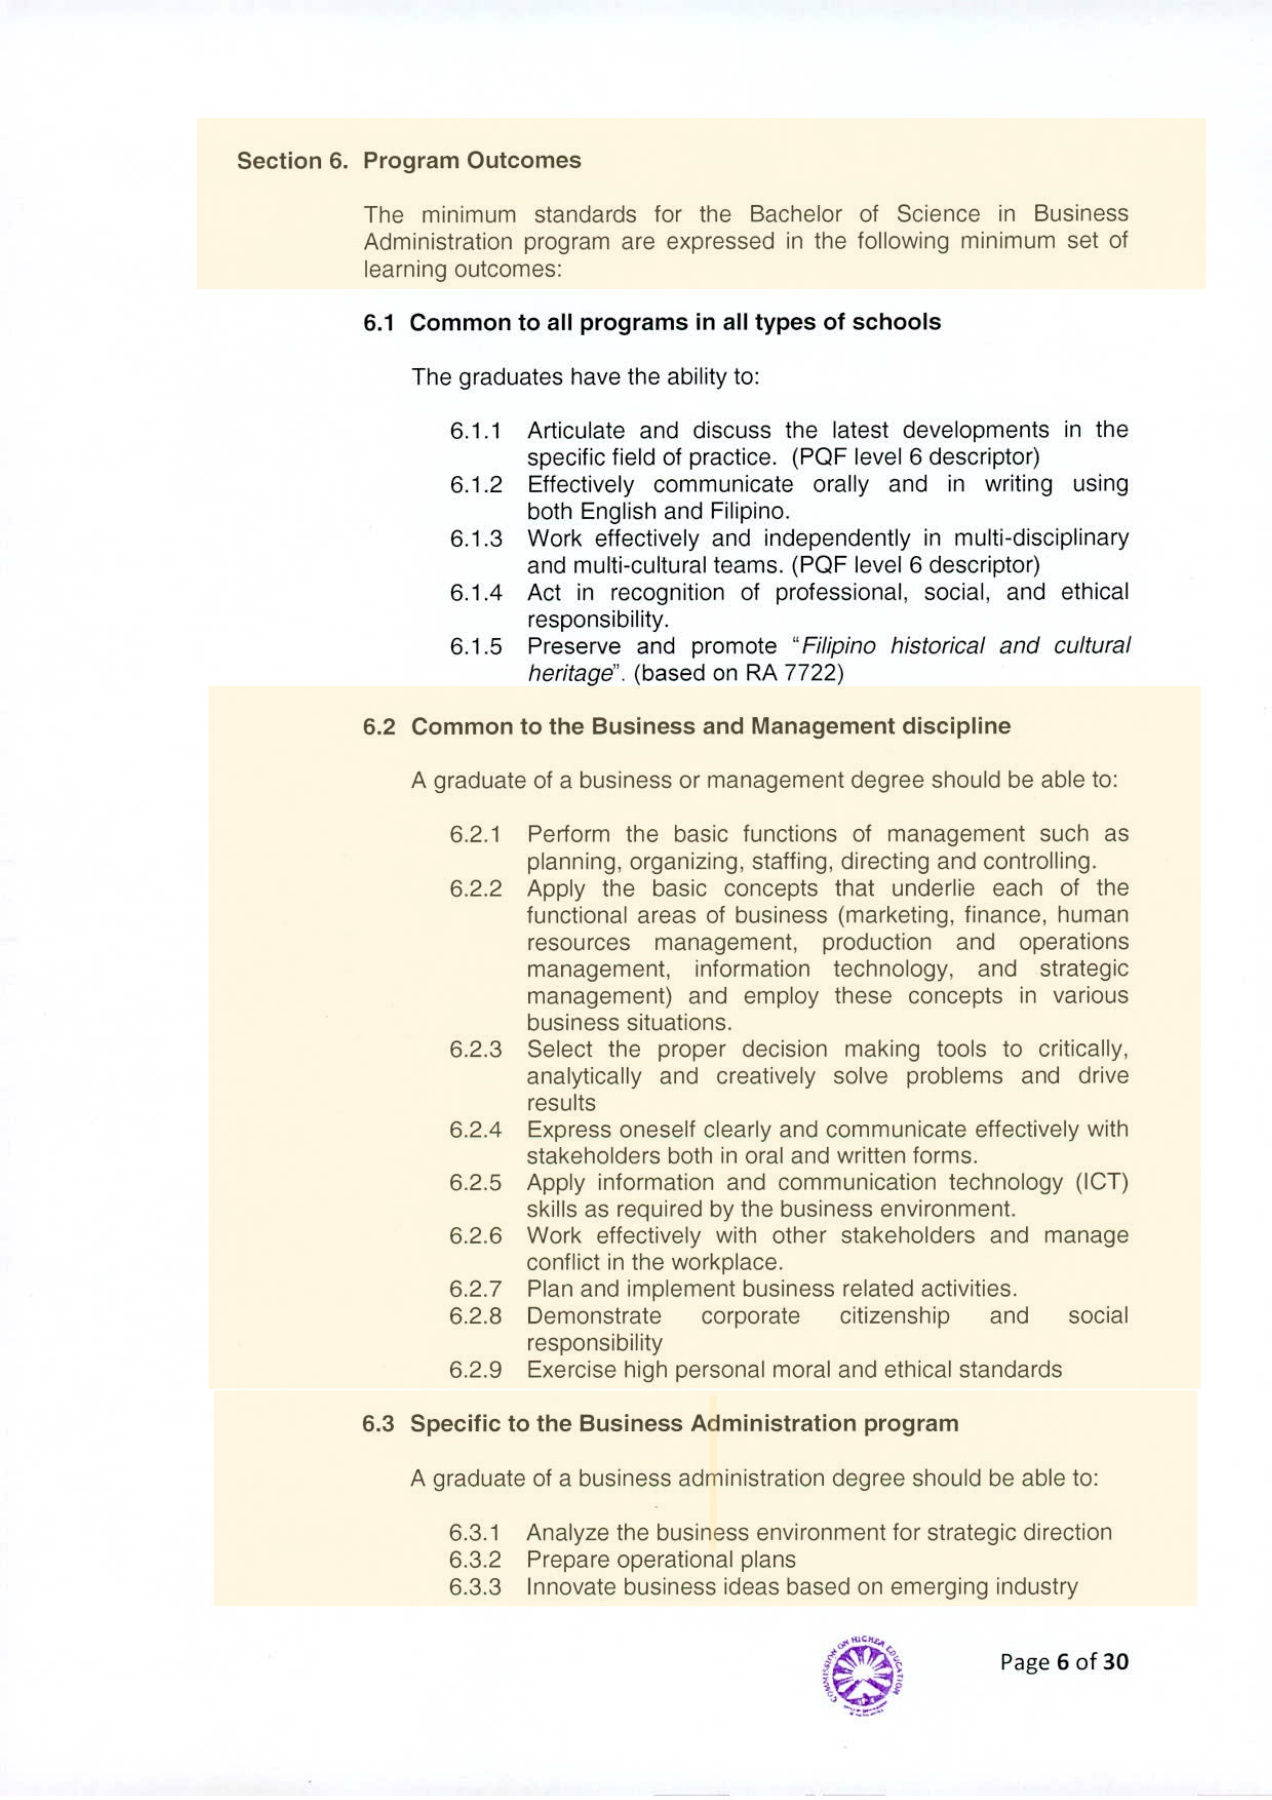 Section 6. Program Outcomes
The minimum standards for the Bachelor of Science in Business
Administration program are expressed in the following minimum set of
learning outcomes:
6.1 Common to all programs in all types of schools
The graduates have the ability to:
6.1.1 Articulate and discuss the latest developments in the
specific field of practice. (PQF level 6 descriptor)
6.1.2 Effectively communicate orally and in writing using
both English and Filipino.
6.1.3 Work effectively and independently in multi-disciplinary
and multi-cultural teams. (PQF level 6 descriptor)
6.1.4 Act in recognition of professional, social, and ethical
responsibility.
6.1.5 Preserve and promote “Filipino historical and cultural
heritage”. (based on RA 7722)
6.2 Common to the Business and Management discipline
A graduate of a business or management degree should be able to:
6.2.1 Perform the basic functions of management such as
planning, organizing, staffing, directing and controlling.
6.2.2 Apply the basic concepts that underlie each of the
functional areas of business (marketing, finance, human
resources management, production and operations
management, information technology, and strategic
management) and employ these concepts in various
business situations.
6.2.3 Select the proper decision making tools to critically,
analytically and creatively solve problems and drive
results
6.2.4 Express oneself clearly and communicate effectively with
stakeholders both in oral and written forms.
6.2.5 Apply information and communication technology (ICT)
skills as required by the business environment.
6.2.6 Work effectively with other stakeholders and manage
conflict in the workplace.
6.2.7 Plan and implement business related activities.
6.2.8 Demonstrate corporate citizenship and social
responsibility
6.2.9 Exercise high personal moral and ethical standards
6.3 Specific to the Business Administration program
A graduate of a business administration degree should be able to:
6.3.1 Analyze the business environment for strategic direction
6.3.2 Prepare operational plans
6.3.3 Innovate business ideas based on emerging industry
COMMISSION ON HIGHER EDUCATION
Page 6 of 30